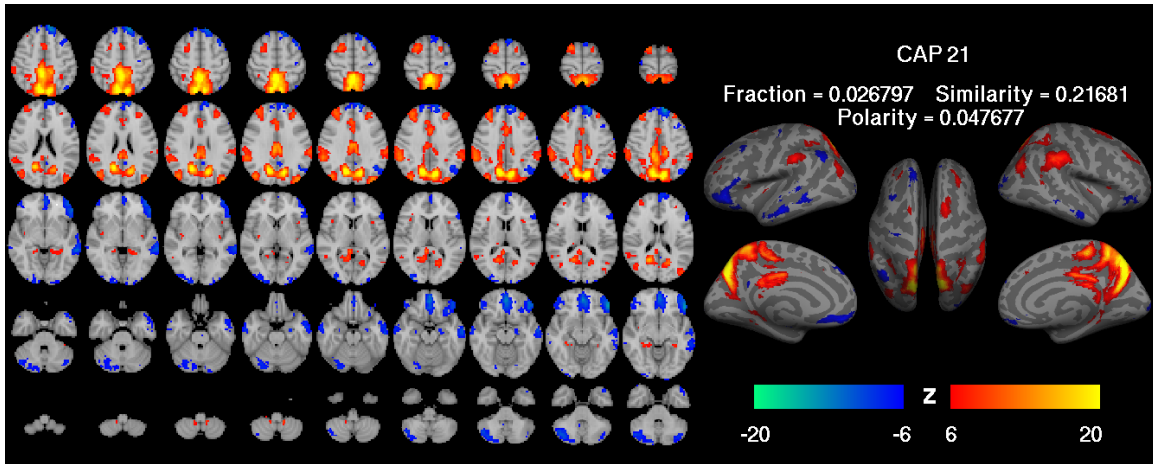 CAP 21
Fraction = 0.026797 Similarity = 0.21681
Polarity = 0.047677
z
-20 -6 6 20